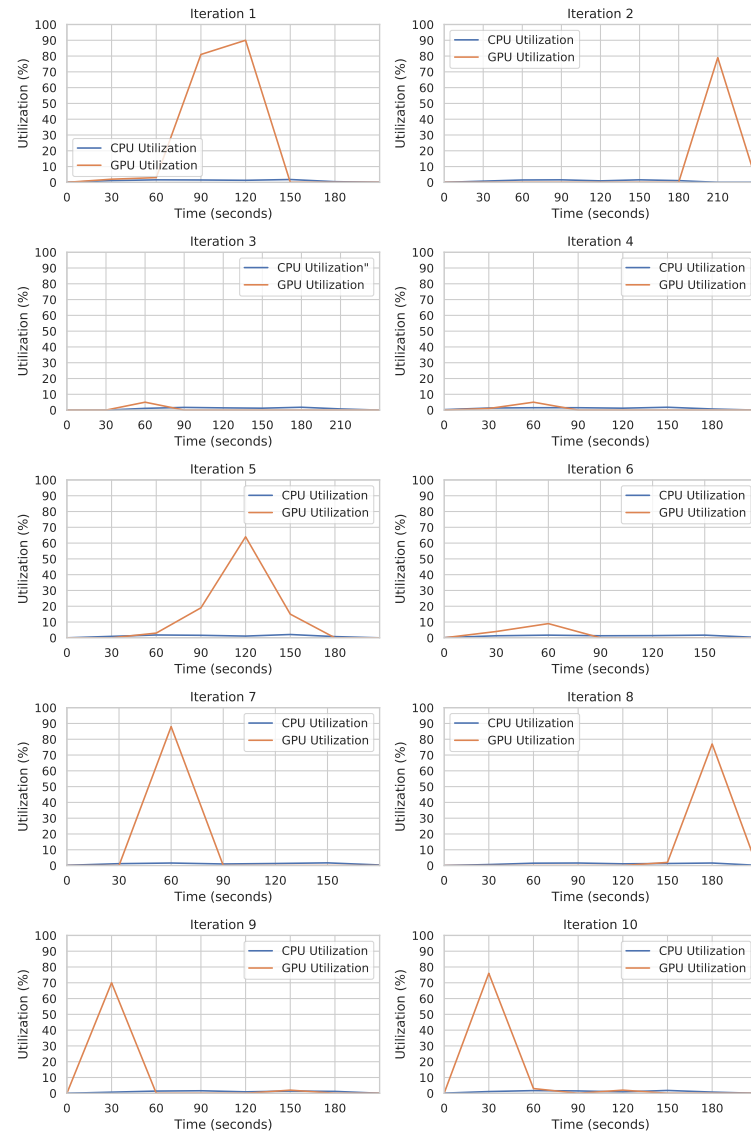 Iteration 1
100
90
80
70
60
50
40
30
20
10
0
Utilization (%)
CPU Utilization
GPU Utilization
0 30 60 90 120 150 180
Time (seconds)
Iteration 2
100
90
80
70
60
50
40
30
20
10
0
Utilization (%)
CPU Utilization
GPU Utilization
0 30 60 90 120 150 180 210
Time (seconds)
Iteration 3
100
90
80
70
60
50
40
30
20
10
0
Utilization (%)
CPU Utilization"
GPU Utilization
0 30 60 90 120 150 180 210
Time (seconds)
Iteration 4
100
90
80
70
60
50
40
30
20
10
0
Utilization (%)
CPU Utilization
GPU Utilization
0 30 60 90 120 150 180
Time (seconds)
Iteration 5
100
90
80
70
60
50
40
30
20
10
0
Utilization (%)
CPU Utilization
GPU Utilization
0 30 60 90 120 150 180
Time (seconds)
Iteration 6
100
90
80
70
60
50
40
30
20
10
0
Utilization (%)
CPU Utilization
GPU Utilization
0 30 60 90 120 150
Time (seconds)
Iteration 7
100
90
80
70
60
50
40
30
20
10
0
Utilization (%)
CPU Utilization
GPU Utilization
0 30 60 90 120 150
Time (seconds)
Iteration 8
100
90
80
70
60
50
40
30
20
10
0
Utilization (%)
CPU Utilization
GPU Utilization
0 30 60 90 120 150 180
Time (seconds)
Iteration 9
100
90
80
70
60
50
40
30
20
10
0
Utilization (%)
CPU Utilization
GPU Utilization
0 30 60 90 120 150 180
Time (seconds)
Iteration 10
100
90
80
70
60
50
40
30
20
10
0
Utilization (%)
CPU Utilization
GPU Utilization
0 30 60 90 120 150 180
Time (seconds)